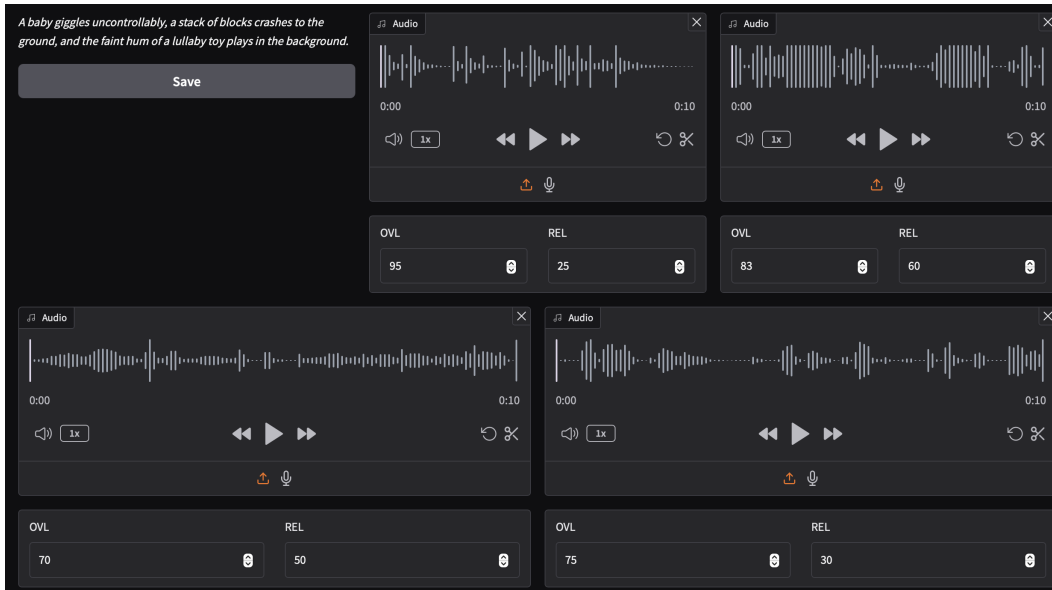 A baby giggles uncontrollably, a stack of blocks crashes to the
ground, and the faint hum of a lullaby toy plays in the background.
Save
Audio
0:00 0:10
1x
OVL REL
95 25
Audio
0:00 0:10
1x
OVL REL
83 60
Audio
0:00 0:10
1x
OVL REL
70 50
Audio
0:00 0:10
1x
OVL REL
75 30